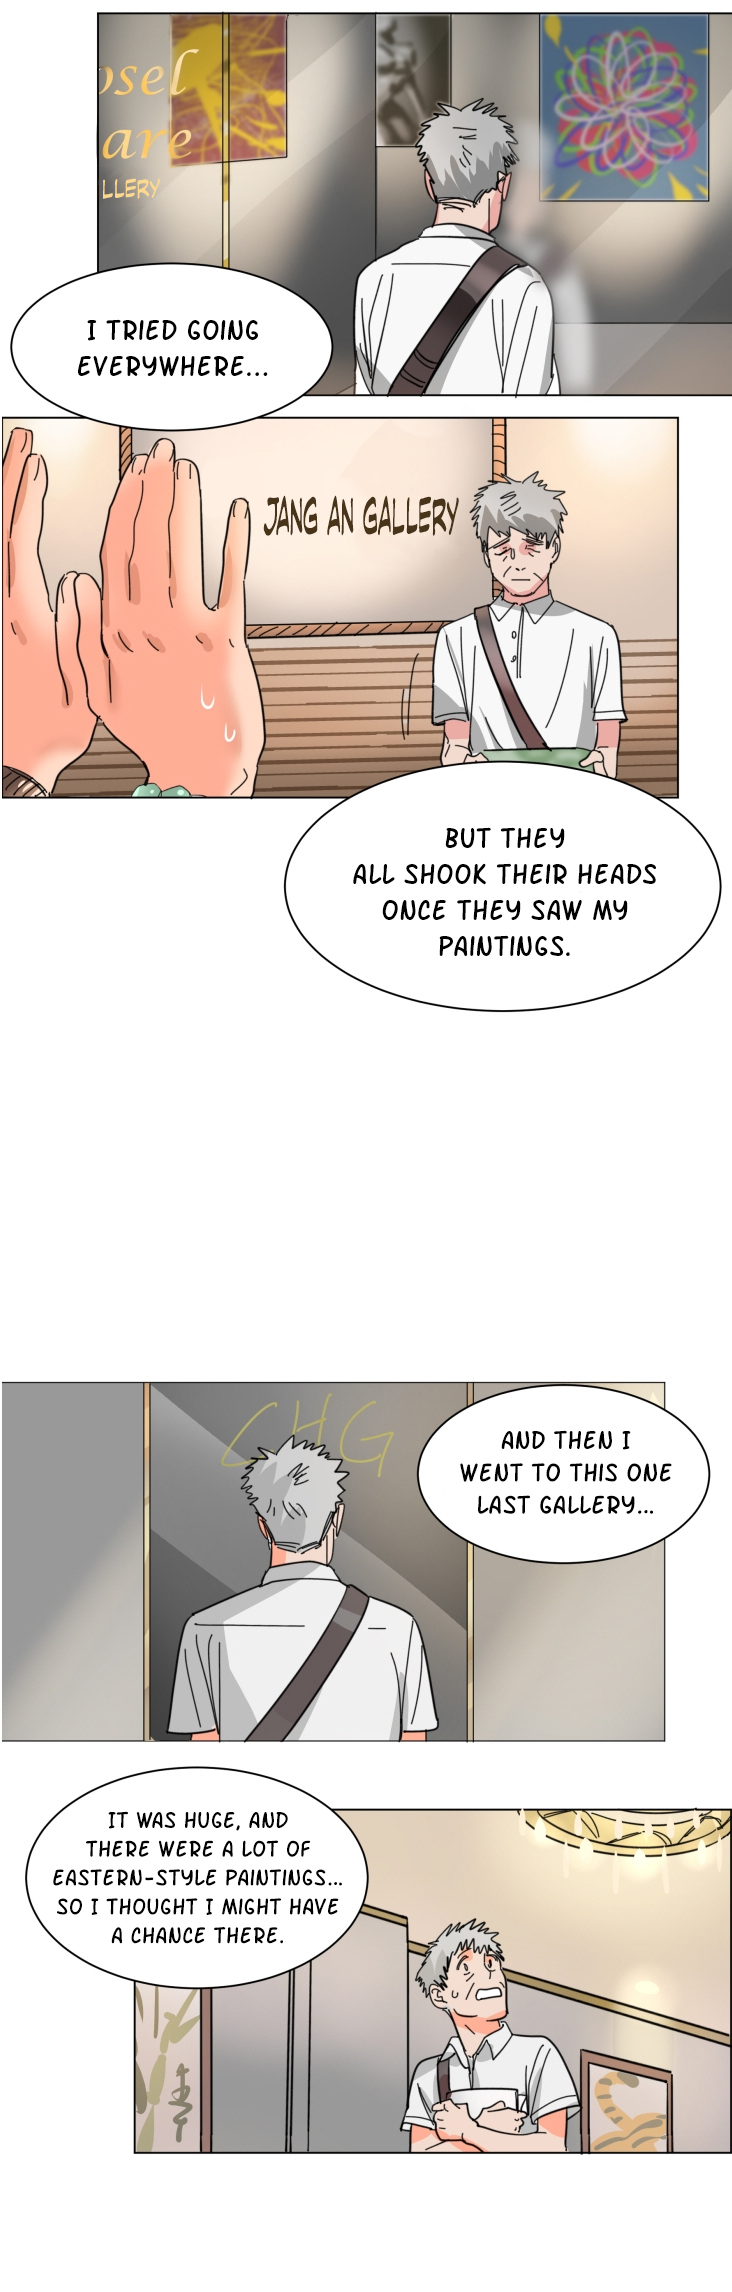 osel
are
LLERY
I TRIED GOING
EVERYWHERE...
JANG AN GALLERY
BUT THEY
ALL SHOOK THEIR HEADS
ONCE THEY SAW MY
PAINTINGS.
CHG
AND THEN I
WENT TO THIS ONE
LAST GALLERY...
IT WAS HUGE, AND
THERE WERE A LOT OF
EASTERN-STYLE PAINTINGS...
SO I THOUGHT I MIGHT HAVE
A CHANCE THERE.